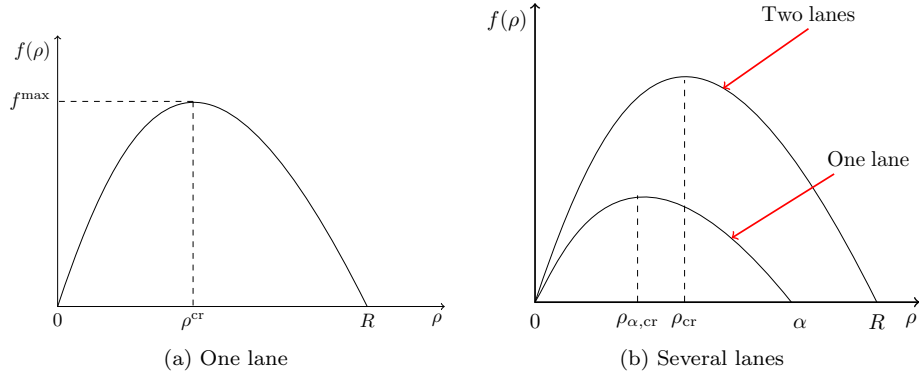 f(ρ)
f^max
0
ρ^cr
R
ρ
(a) One lane
f(ρ)
Two lanes
One lane
0
ρ_α,cr
ρ_cr
α
R
ρ
(b) Several lanes